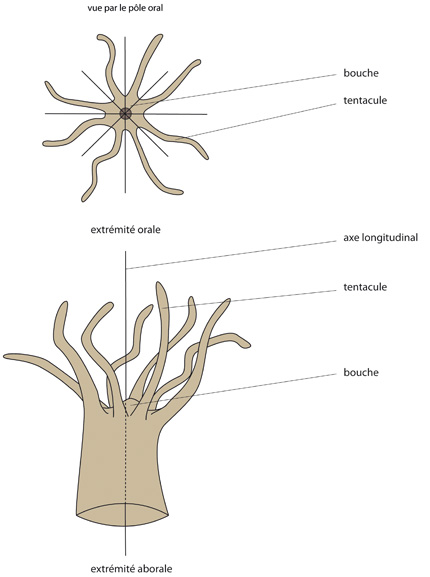 vue par le pôle oral
bouche
tentacule
extrémité orale
axe longitudinal
tentacule
bouche
extrémité aborale